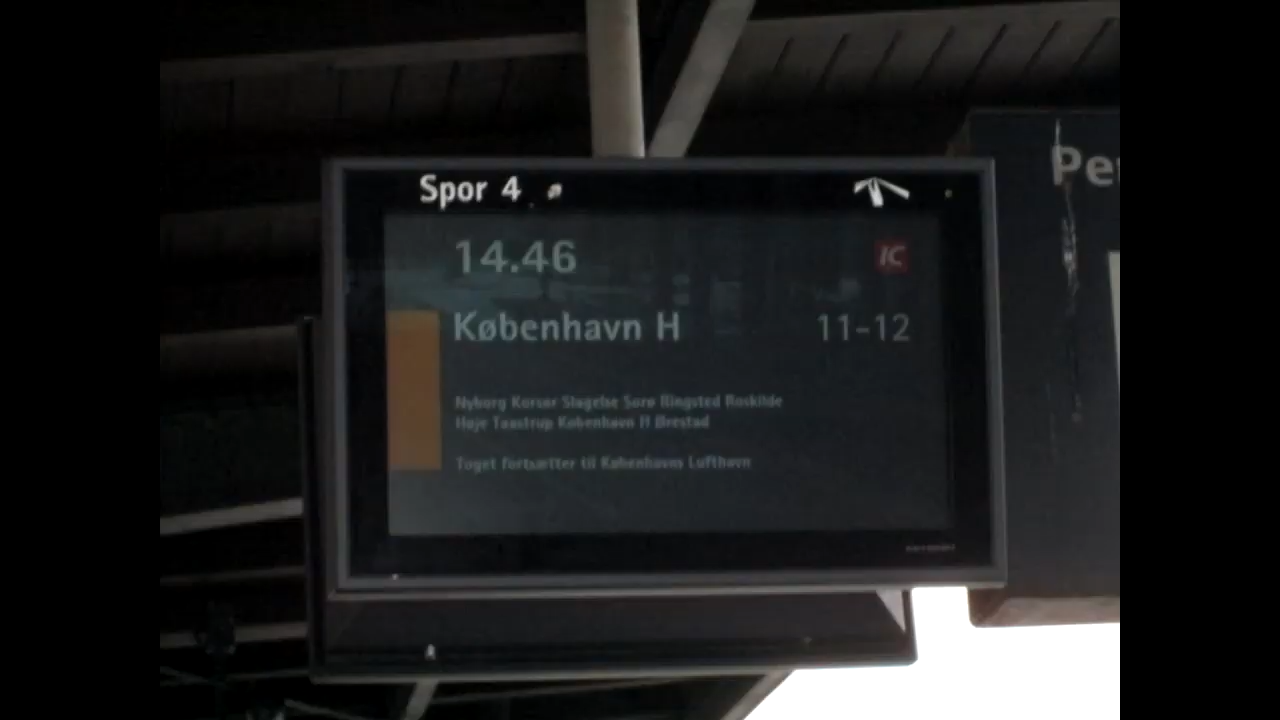 Spor 4
14.46 IC
København H 11-12
Nyborg Korsør Slagelse Sorø Ringsted Roskilde
Høje Taastrup København H Ørestad
Toget fortsætter til Københavns Lufthavn
Pe